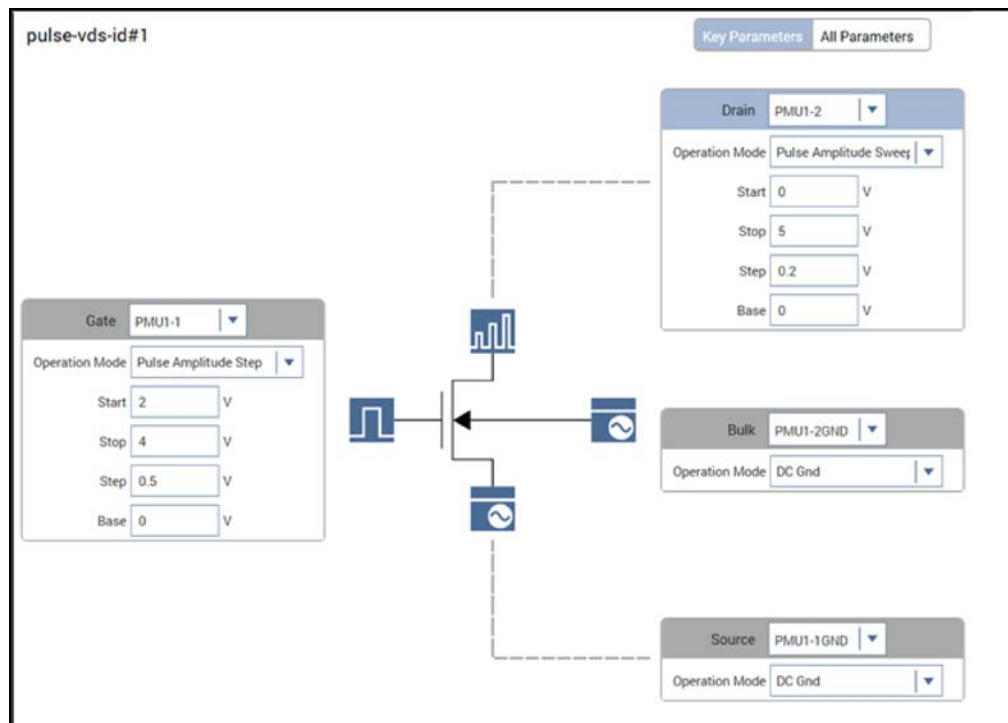 pulse-vds-id#1
Key Parameters All Parameters
Drain PMU1-2
Operation Mode Pulse Amplitude Sweep
Start 0 V
Stop 5 V
Step 0.2 V
Base 0 V
Gate PMU1-1
Operation Mode Pulse Amplitude Step
Start 2 V
Stop 4 V
Step 0.5 V
Base 0 V
Bulk PMU1-2GND
Operation Mode DC Gnd
Source PMU1-1GND
Operation Mode DC Gnd